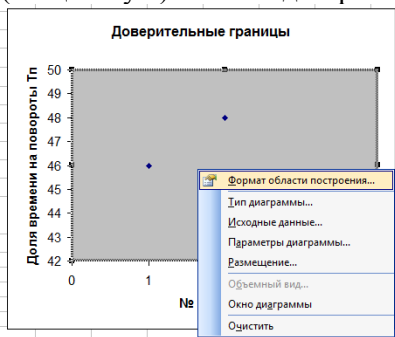 Доверительные границы
Доля времени на повороты Тп
50
49
48
47
46
45
44
43
42
0
1
№
Формат области построения...
Тип диаграммы...
Исходные данные...
Параметры диаграммы...
Размещение...
Объемный вид...
Окно диаграммы
Очистить